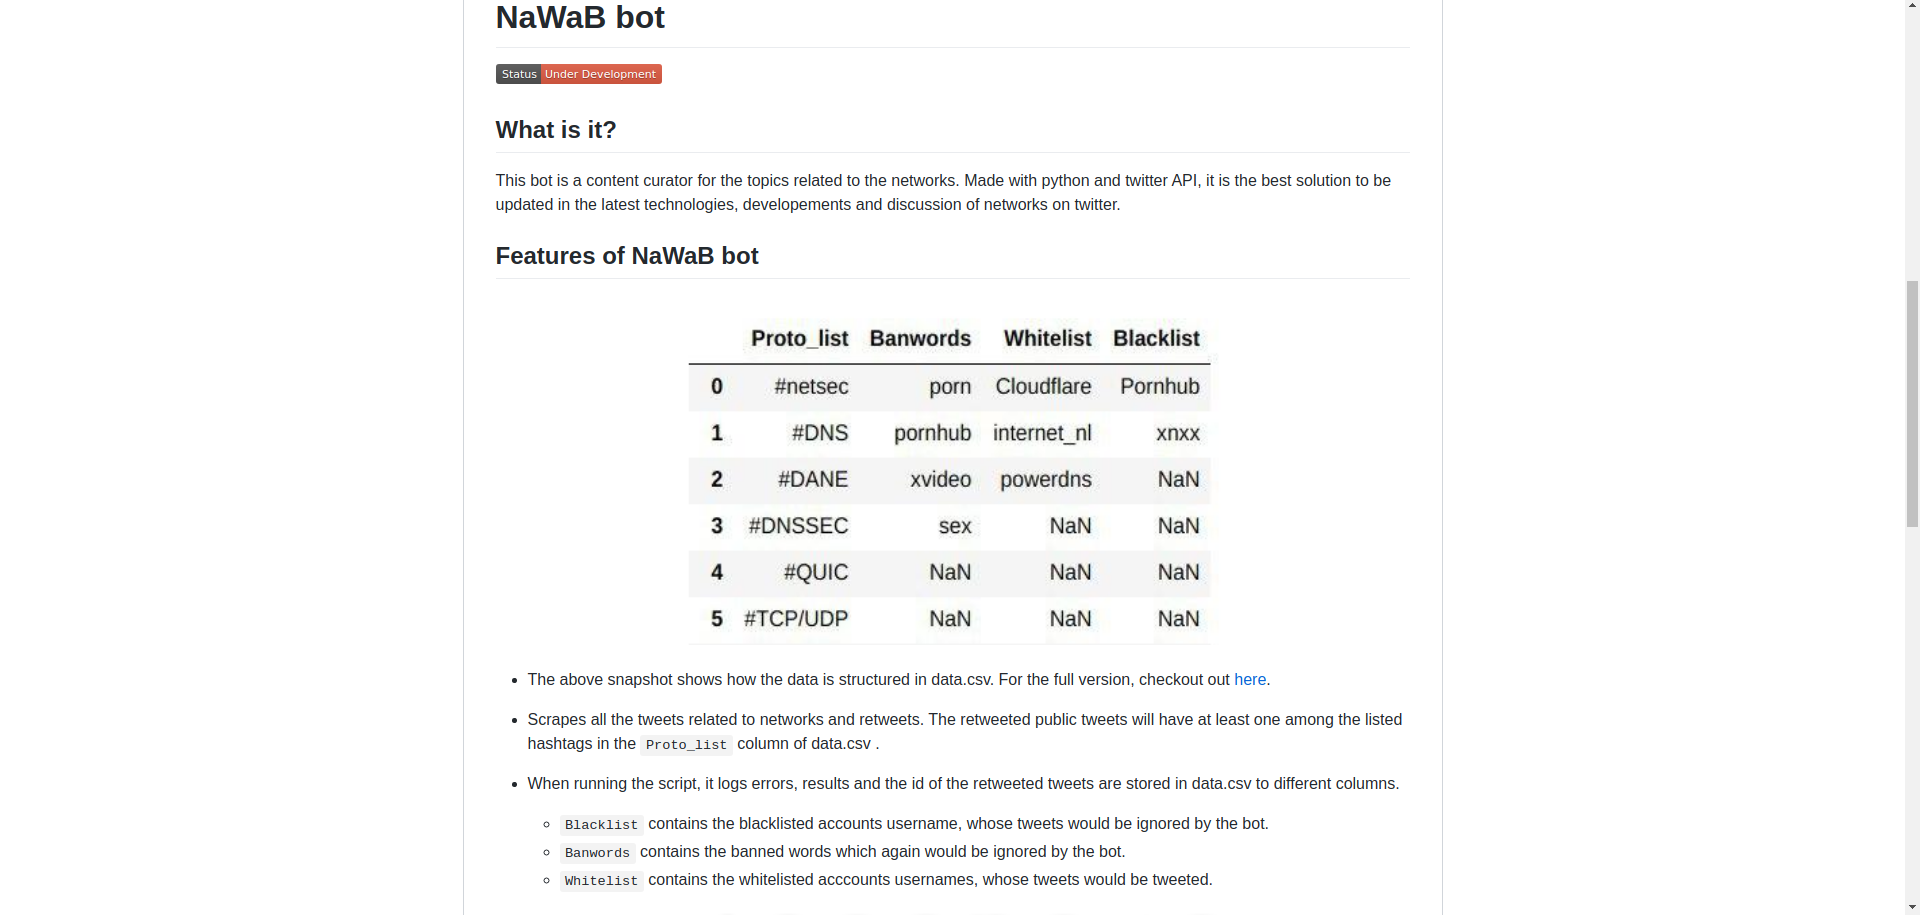 NaWaB bot
Status Under Development
What is it?
This bot is a content curator for the topics related to the networks. Made with python and twitter API, it is the best solution to be
updated in the latest technologies, developements and discussion of networks on twitter.
Features of NaWaB bot
Proto_list Banwords Whitelist Blacklist
0 #netsec porn Cloudflare Pornhub
1 #DNS pornhub internet_nl xnxx
2 #DANE xvideo powerdns NaN
3 #DNSSEC sex NaN NaN
4 #QUIC NaN NaN NaN
5 #TCP/UDP NaN NaN NaN
• The above snapshot shows how the data is structured in data.csv. For the full version, checkout out here.
• Scrapes all the tweets related to networks and retweets. The retweeted public tweets will have at least one among the listed
hashtags in the Proto_list column of data.csv .
• When running the script, it logs errors, results and the id of the retweeted tweets are stored in data.csv to different columns.
◦ Blacklist contains the blacklisted accounts username, whose tweets would be ignored by the bot.
◦ Banwords contains the banned words which again would be ignored by the bot.
◦ Whitelist contains the whitelisted acccounts usernames, whose tweets would be tweeted.